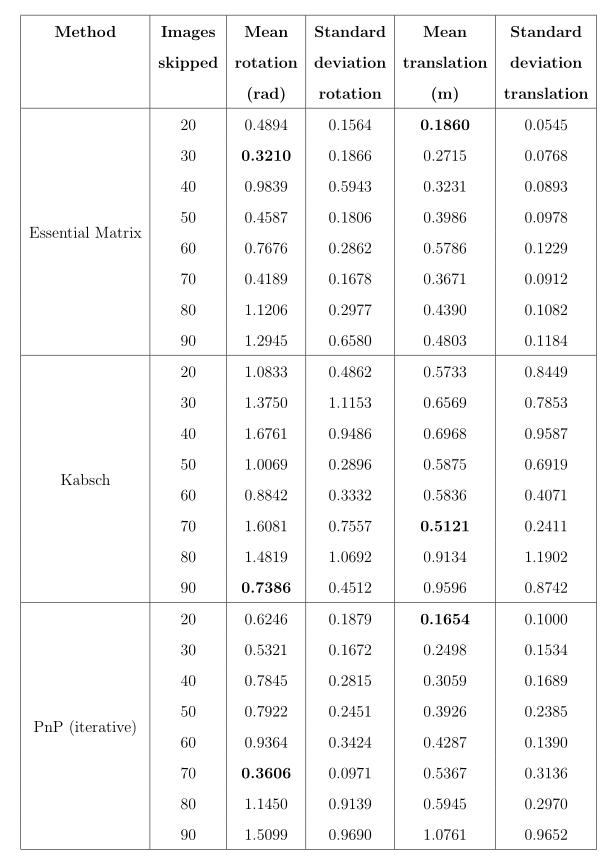 Method Images Mean Standard Mean Standard
skipped rotation deviation translation deviation
(rad) rotation (m) translation
20 0.4894 0.1564 0.1860 0.0545
30 0.3210 0.1866 0.2715 0.0768
40 0.9839 0.5943 0.3231 0.0893
50 0.4587 0.1806 0.3986 0.0978
Essential Matrix
60 0.7676 0.2862 0.5786 0.1229
70 0.4189 0.1678 0.3671 0.0912
80 1.1206 0.2977 0.4390 0.1082
90 1.2945 0.6580 0.4803 0.1184
20 1.0833 0.4862 0.5733 0.8449
30 1.3750 1.1153 0.6569 0.7853
40 1.6761 0.9486 0.6968 0.9587
50 1.0069 0.2896 0.5875 0.6919
Kabsch
60 0.8842 0.3332 0.5836 0.4071
70 1.6081 0.7557 0.5121 0.2411
80 1.4819 1.0692 0.9134 1.1902
90 0.7386 0.4512 0.9596 0.8742
20 0.6246 0.1879 0.1654 0.1000
30 0.5321 0.1672 0.2498 0.1534
40 0.7845 0.2815 0.3059 0.1689
50 0.7922 0.2451 0.3926 0.2385
PnP (iterative)
60 0.9364 0.3424 0.4287 0.1390
70 0.3606 0.0971 0.5367 0.3136
80 1.1450 0.9139 0.5945 0.2970
90 1.5099 0.9690 1.0761 0.9652